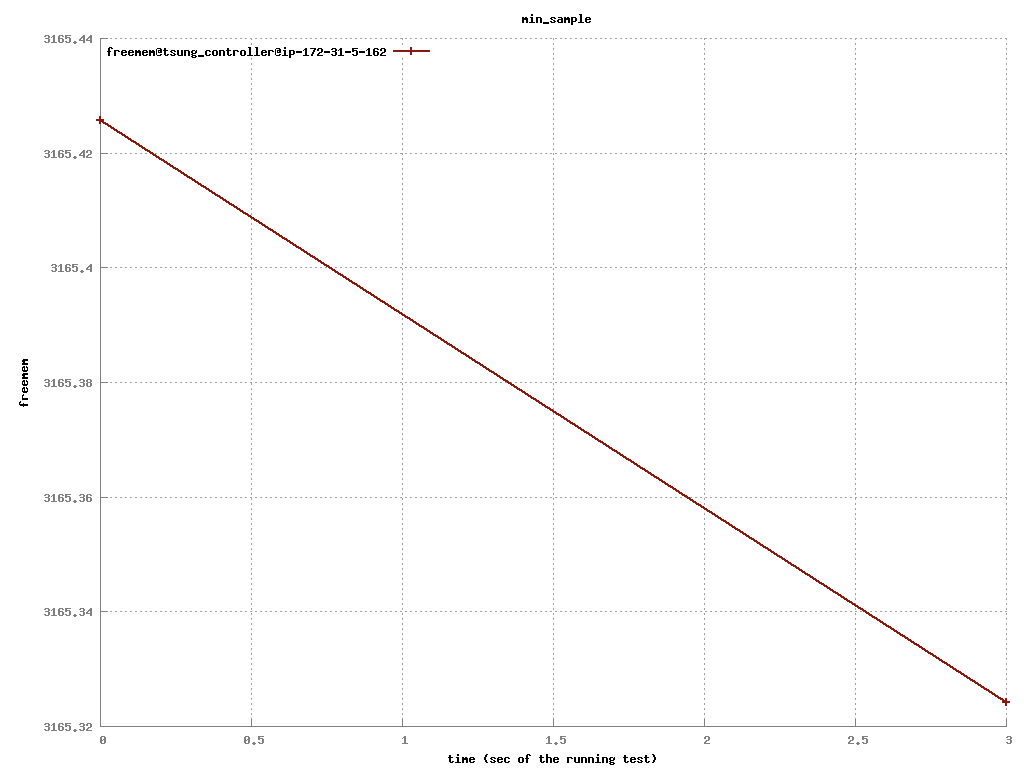 min_sample
3165.44
freemem@tsung_controller@ip-172-31-5-162
3165.42
3165.4
3165.38
freemem
3165.36
3165.34
3165.32
0 0.5 1 1.5 2 2.5 3
time (sec of the running test)